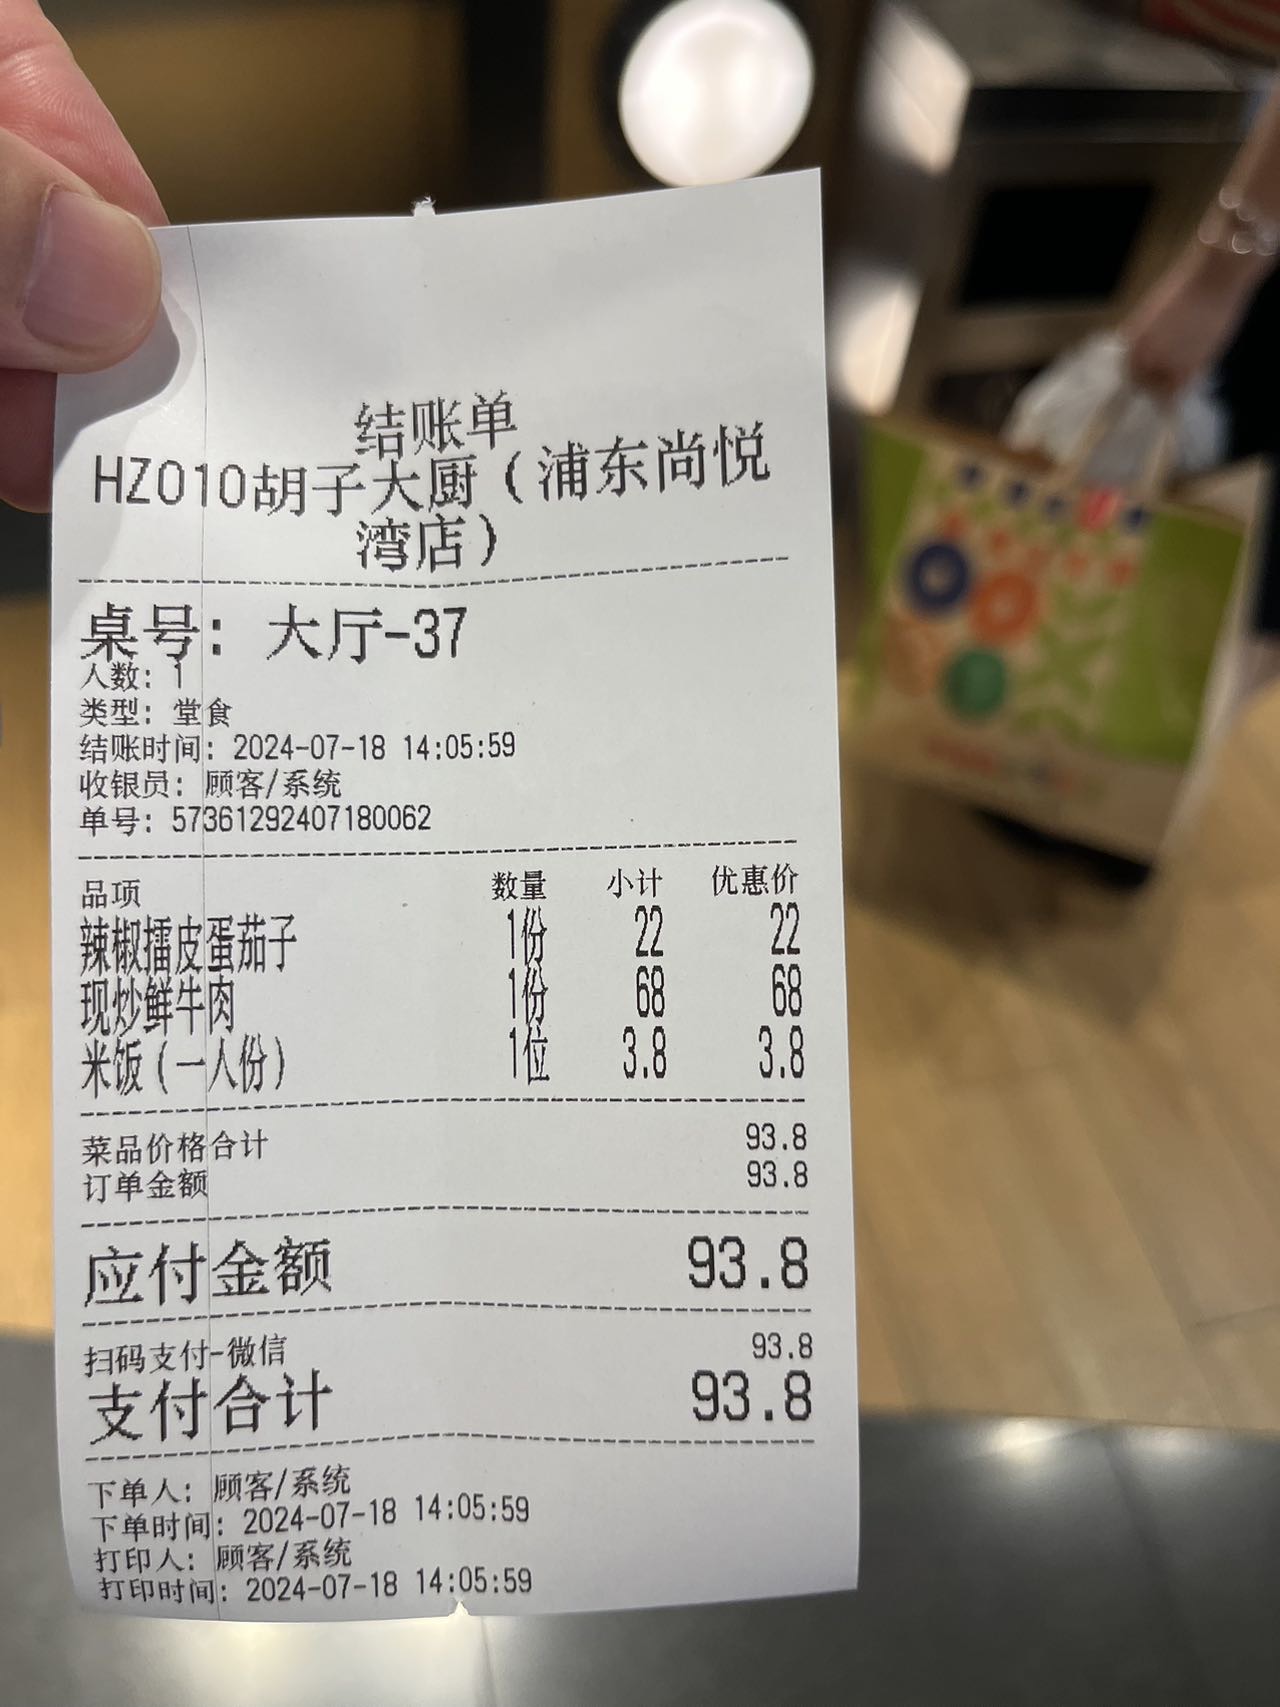 结账单
HZ010胡子大厨（浦东尚悦
湾店）
桌号：大厅-37
人数：1
类型：堂食
结账时间：2024-07-18 14:05:59
收银员：顾客/系统
单号：57361292407180062
品项 数量 小计 优惠价
辣椒擂皮蛋茄子 1份 22 22
现炒鲜牛肉 1份 68 68
米饭（一人份） 1位 3.8 3.8
菜品价格合计 93.8
订单金额 93.8
应付金额 93.8
扫码支付-微信 93.8
支付合计 93.8
下单人：顾客/系统
下单时间：2024-07-18 14:05:59
打印人：顾客/系统
打印时间：2024-07-18 14:05:59